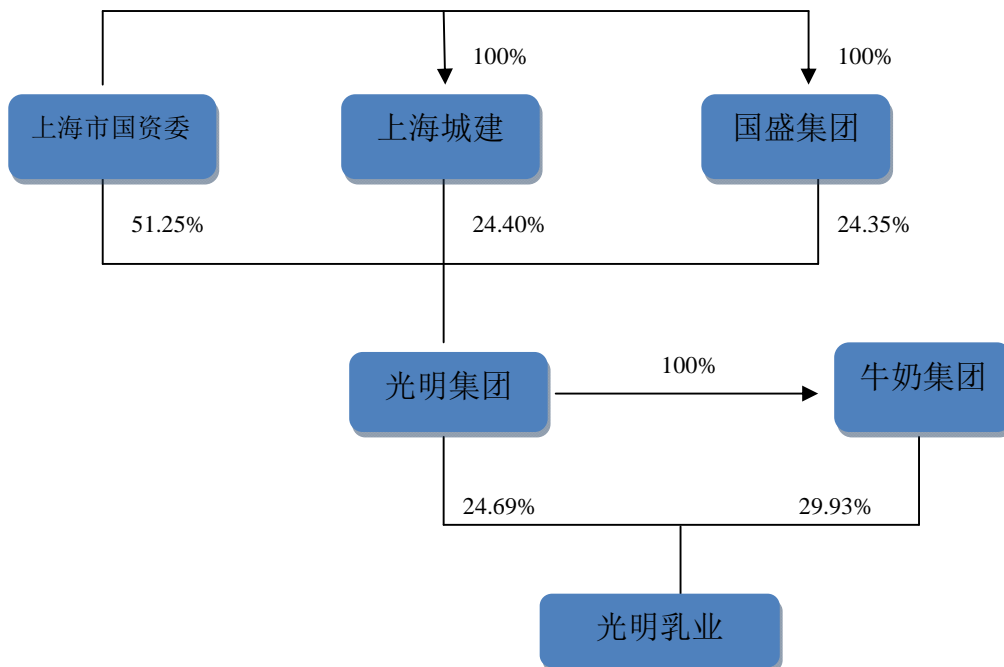 100%
100%
上海市国资委
上海城建
国盛集团
51.25%
24.40%
24.35%
光明集团
100%
牛奶集团
24.69%
29.93%
光明乳业